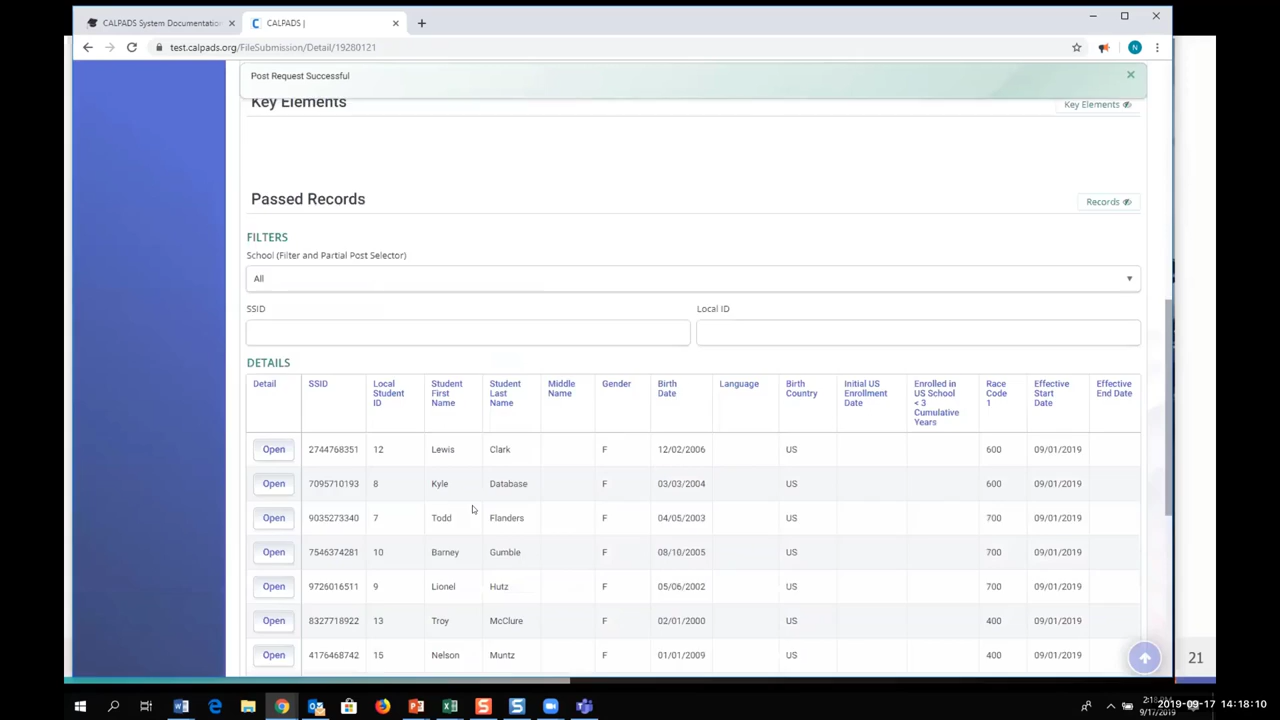 CALPADS System Documentation
CALPADS |
test.calpads.org/FileSubmission/Detail/19280121
N
Post Request Successful
Key Elements
Key Elements
Passed Records
Records
FILTERS
School (Filter and Partial Post Selector)
All
SSID Local ID
DETAILS
Detail SSID Local Student ID Student First Name Student Last Name Middle Name Gender Birth Date Language Birth Country Initial US Enrollment Date Enrolled in US School < 3 Cumulative Years Race Code 1 Effective Start Date Effective End Date
Open 2744768351 12 Lewis Clark F 12/02/2006 US 600 09/01/2019
Open 7095710193 8 Kyle Database F 03/03/2004 US 600 09/01/2019
Open 9035273340 7 Todd Flanders F 04/05/2003 US 700 09/01/2019
Open 7546374281 10 Barney Gumble F 08/10/2005 US 700 09/01/2019
Open 9726016511 9 Lionel Hutz F 05/06/2002 US 700 09/01/2019
Open 8327718922 13 Troy McClure F 02/01/2000 US 400 09/01/2019
Open 4176468742 15 Nelson Muntz F 01/01/2009 US 400 09/01/2019
21
2019-09-17 14:18:10
9/17/2019